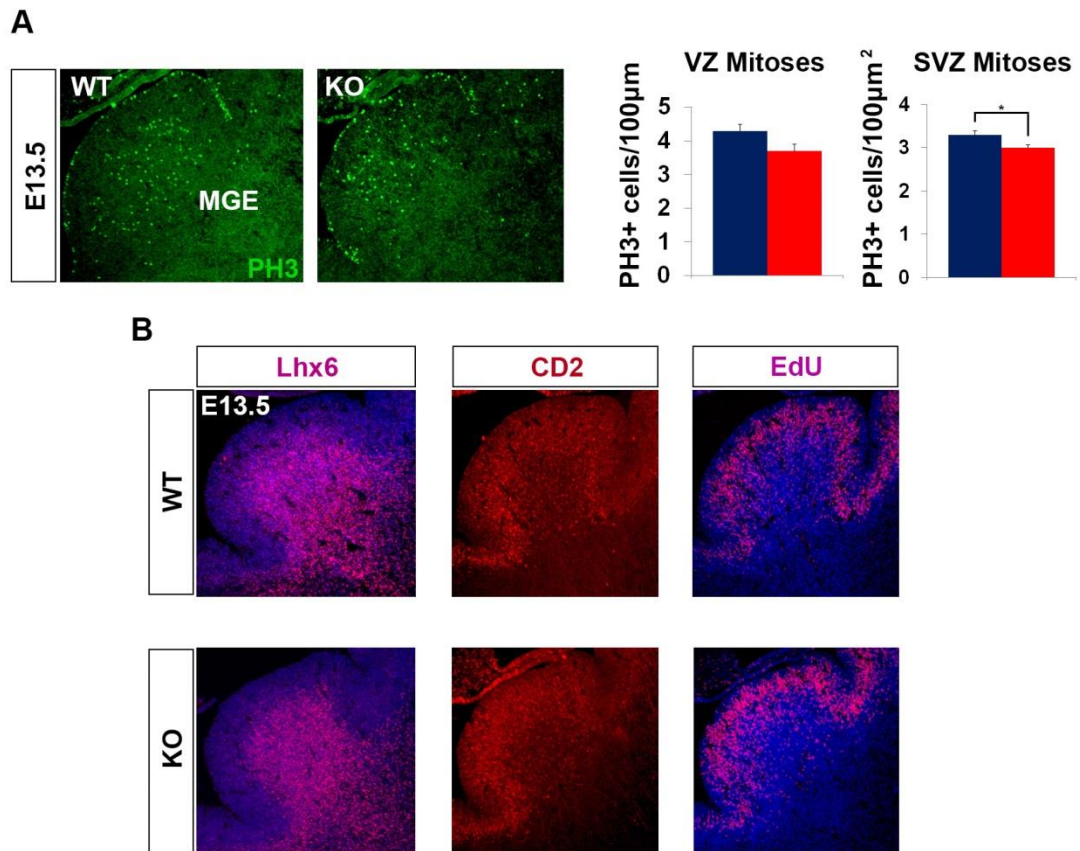 A
E13.5
WT
MGE
PH3
KO
VZ Mitoses
PH3+ cells/100µm
5
4
3
2
1
0
SVZ Mitoses
PH3+ cells/100µm²
4
3
2
1
0
*
B
Lhx6
CD2
EdU
WT
E13.5
KO